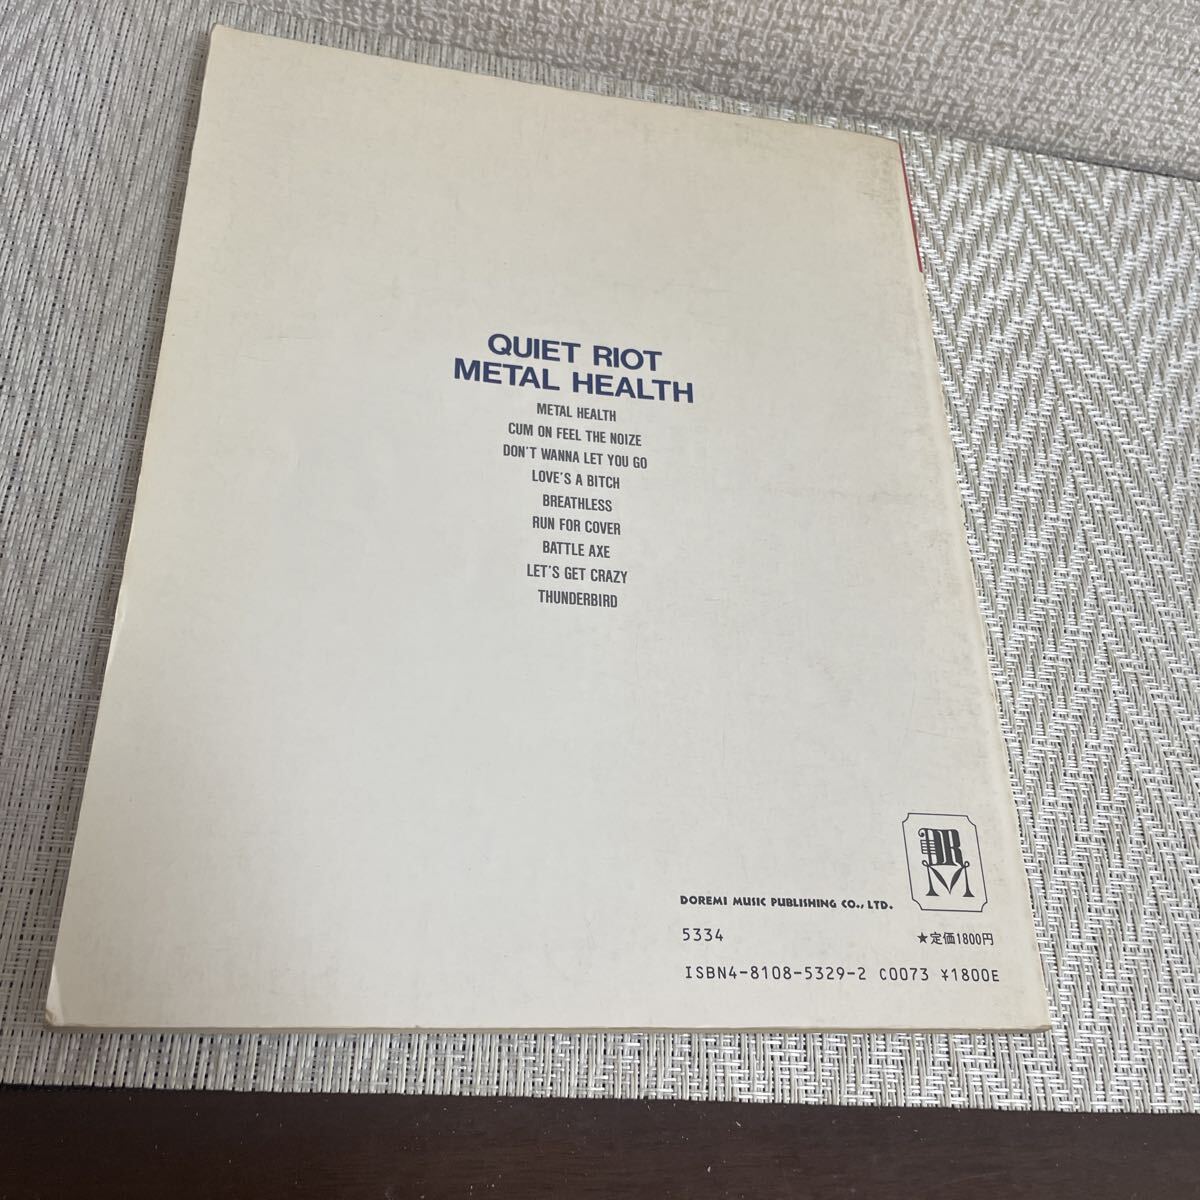 QUIET RIOT
METAL HEALTH
METAL HEALTH
CUM ON FEEL THE NOIZE
DON'T WANNA LET YOU GO
LOVE'S A BITCH
BREATHLESS
RUN FOR COVER
BATTLE AXE
LET'S GET CRAZY
THUNDERBIRD
DRM
DOREMI MUSIC PUBLISHING CO., LTD.
5334 ★定価1800円
ISBN4-8108-5329-2 C0073 ¥1800E